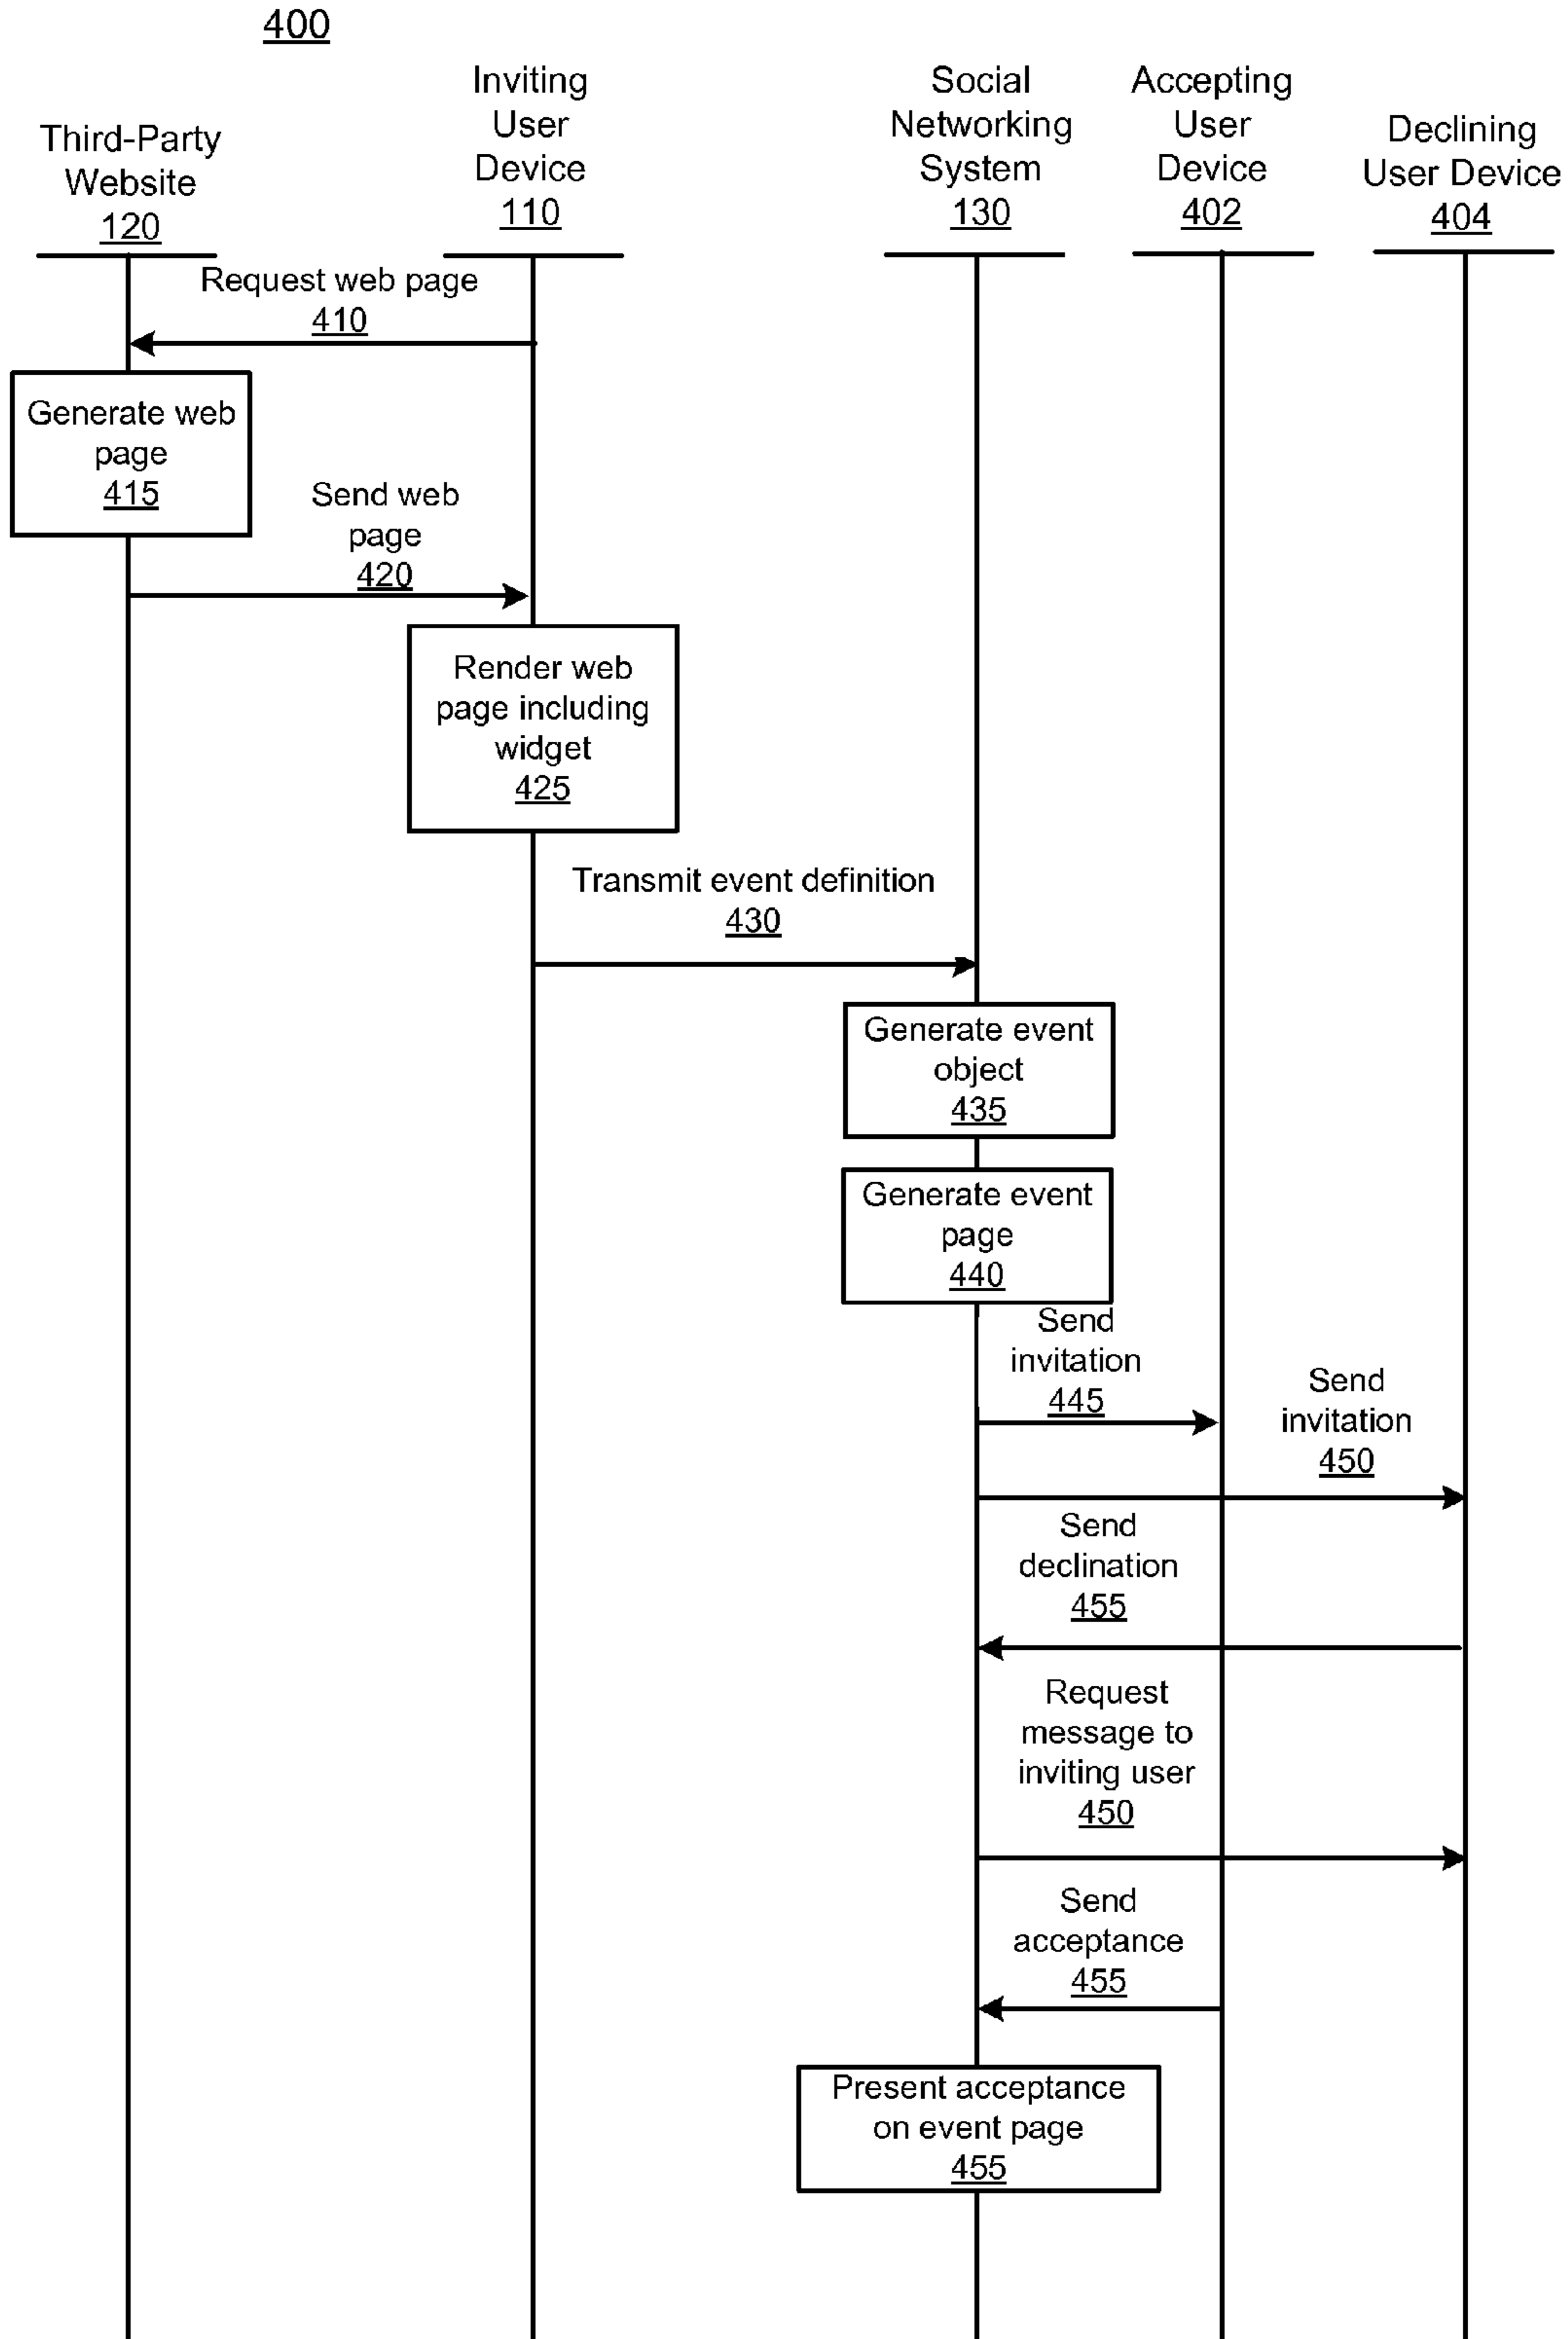 400
Third-Party
Website
120
Inviting
User
Device
110
Social
Networking
System
130
Accepting
User
Device
402
Declining
User Device
404
Request web page
410
Generate web
page
415
Send web
page
420
Render web
page including
widget
425
Transmit event definition
430
Generate event
object
435
Generate event
page
440
Send
invitation
445
Send
invitation
450
Send
declination
455
Request
message to
inviting user
450
Send
acceptance
455
Present acceptance
on event page
455